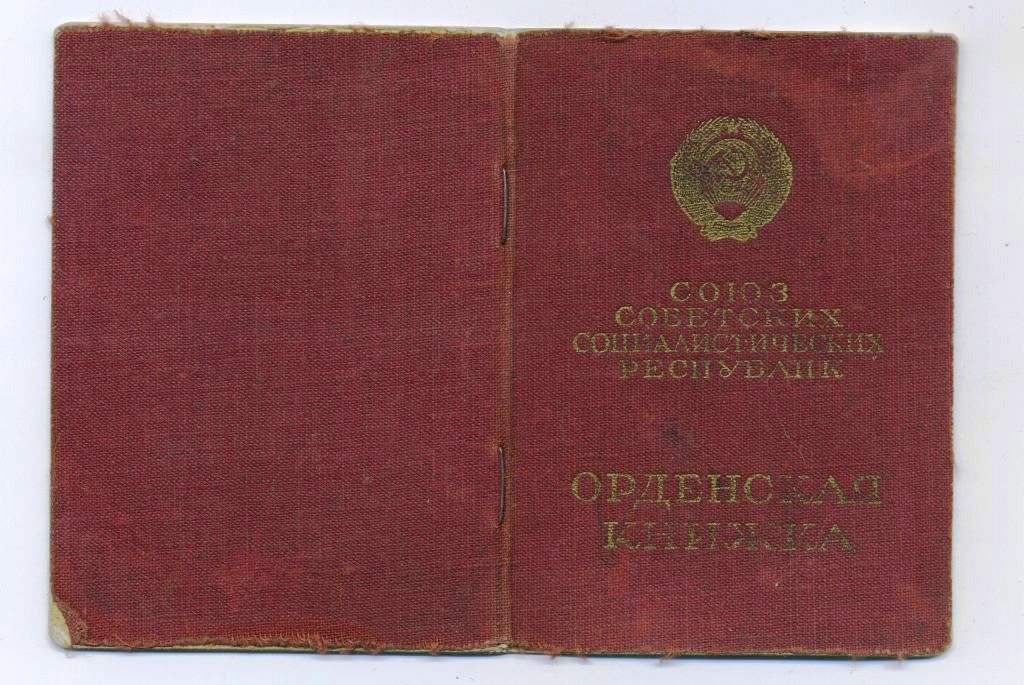 СОЮЗ
СОВЕТСКИХ
СОЦИАЛИСТИЧЕСКИХ
РЕСПУБЛИК
ОРДЕНСКАЯ
КНИЖКА